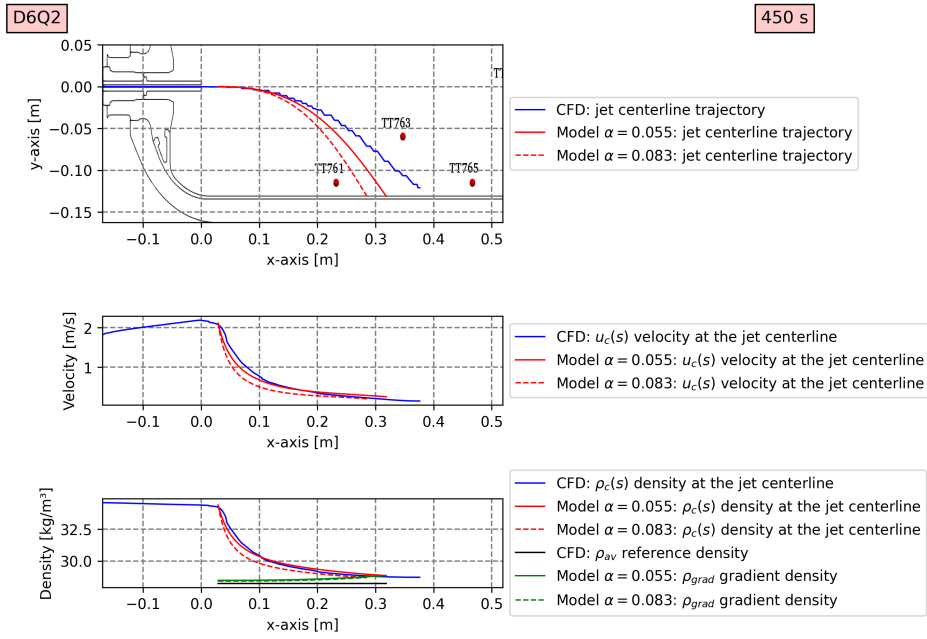 D6Q2
450 s
0.05
0.00
−0.05
−0.10
−0.15
y-axis [m]
TT763
TT761
TT765
−0.1 0.0 0.1 0.2 0.3 0.4 0.5
x-axis [m]
CFD: jet centerline trajectory
Model α = 0.055: jet centerline trajectory
Model α = 0.083: jet centerline trajectory
2
1
Velocity [m/s]
−0.1 0.0 0.1 0.2 0.3 0.4 0.5
x-axis [m]
CFD: u_c(s) velocity at the jet centerline
Model α = 0.055: u_c(s) velocity at the jet centerline
Model α = 0.083: u_c(s) velocity at the jet centerline
32.5
30.0
Density [kg/m³]
−0.1 0.0 0.1 0.2 0.3 0.4 0.5
x-axis [m]
CFD: ρ_c(s) density at the jet centerline
Model α = 0.055: ρ_c(s) density at the jet centerline
Model α = 0.083: ρ_c(s) density at the jet centerline
CFD: ρ_av reference density
Model α = 0.055: ρ_grad gradient density
Model α = 0.083: ρ_grad gradient density